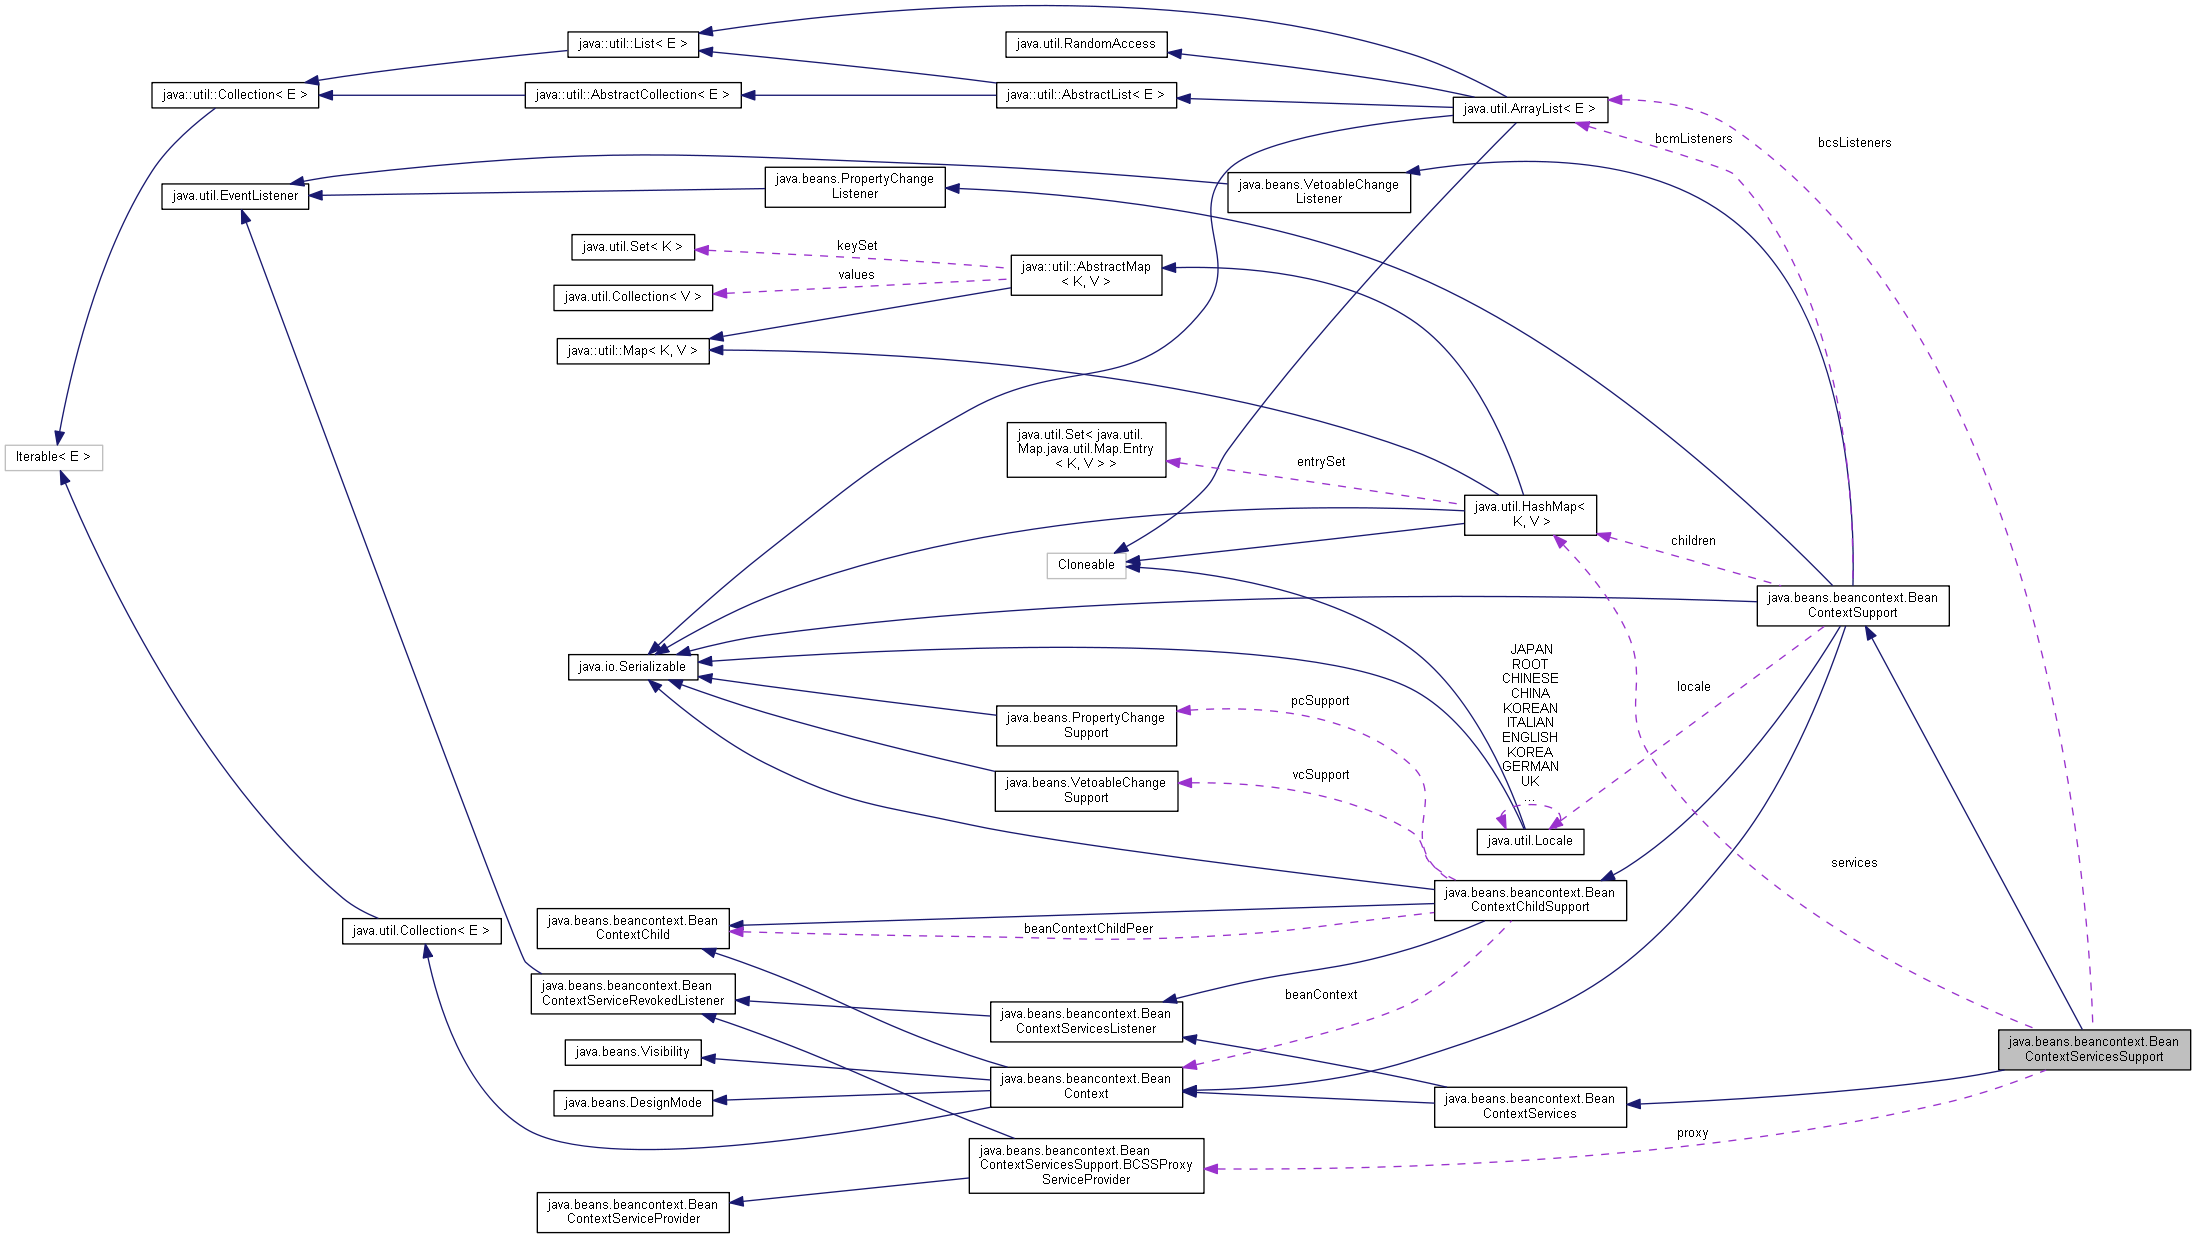 java::util::List< E >
java.util.RandomAccess
java::util::Collection< E >
java::util::AbstractCollection< E >
java::util::AbstractList< E >
java.util.ArrayList< E >
bcmListeners
bcsListeners
java.util.EventListener
java.beans.PropertyChange
Listener
java.beans.VetoableChange
Listener
java.util.Set< K >
keySet
java::util::AbstractMap
< K, V >
values
java.util.Collection< V >
java::util::Map< K, V >
Iterable< E >
java.util.Set< java.util.
Map.java.util.Map.Entry
< K, V > >
entrySet
java.util.HashMap<
K, V >
children
Cloneable
java.beans.beancontext.Bean
ContextSupport
java.io.Serializable
JAPAN
ROOT
CHINESE
CHINA
KOREAN
ITALIAN
ENGLISH
KOREA
GERMAN
UK
...
locale
java.beans.PropertyChange
Support
pcSupport
java.beans.VetoableChange
Support
vcSupport
java.util.Locale
services
java.beans.beancontext.Bean
ContextChildSupport
java.util.Collection< E >
java.beans.beancontext.Bean
ContextChild
beanContextChildPeer
java.beans.beancontext.Bean
ContextServiceRevokedListener
beanContext
java.beans.beancontext.Bean
ContextServicesListener
java.beans.beancontext.Bean
ContextServicesSupport
java.beans.Visibility
java.beans.beancontext.Bean
Context
java.beans.DesignMode
java.beans.beancontext.Bean
ContextServices
proxy
java.beans.beancontext.Bean
ContextServicesSupport.BCSSProxy
ServiceProvider
java.beans.beancontext.Bean
ContextServiceProvider